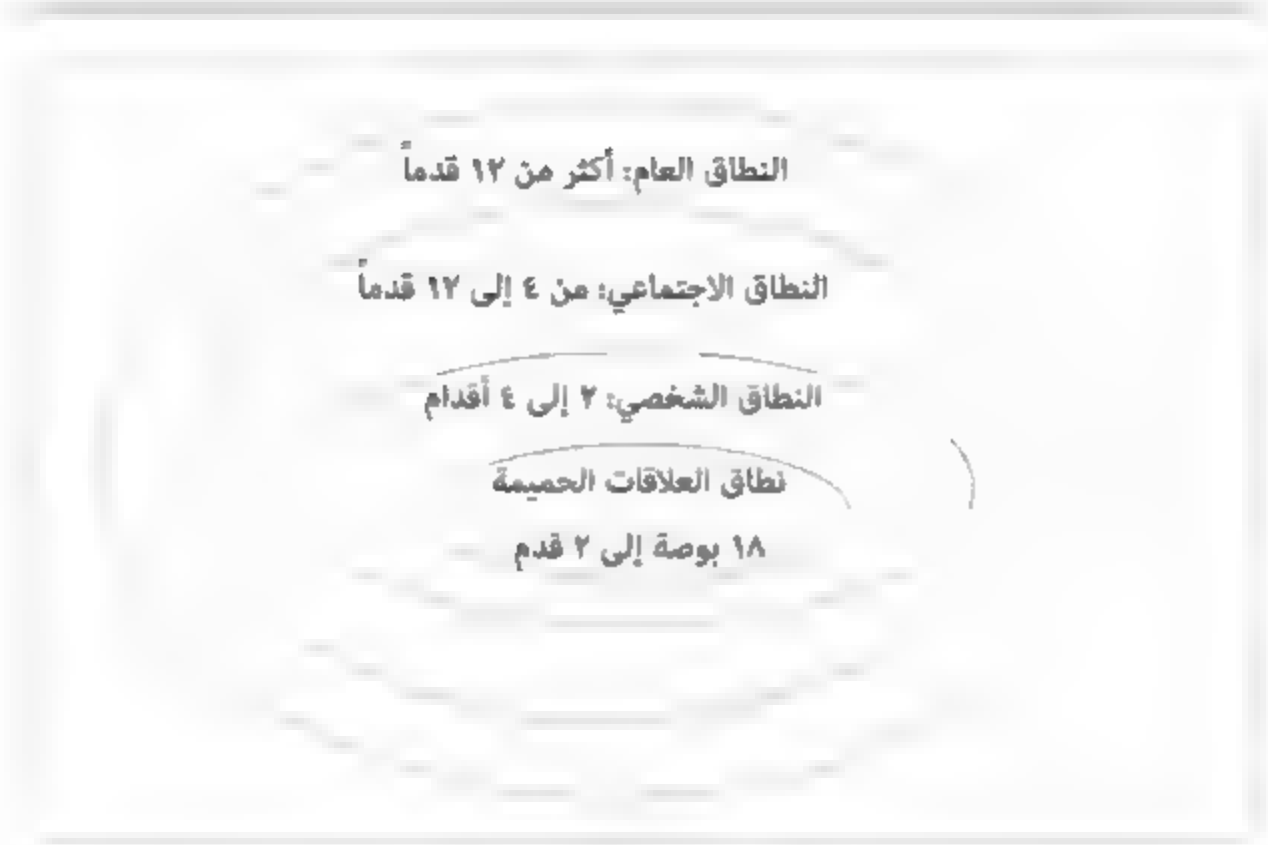 النطاق العام: أكثر من ١٢ قدماً
النطاق الاجتماعي: من ٤ إلى ١٢ قدماً
النطاق الشخصي: ٢ إلى ٤ أقدام
نطاق العلاقات الحميمة
١٨ بوصة إلى ٢ قدم